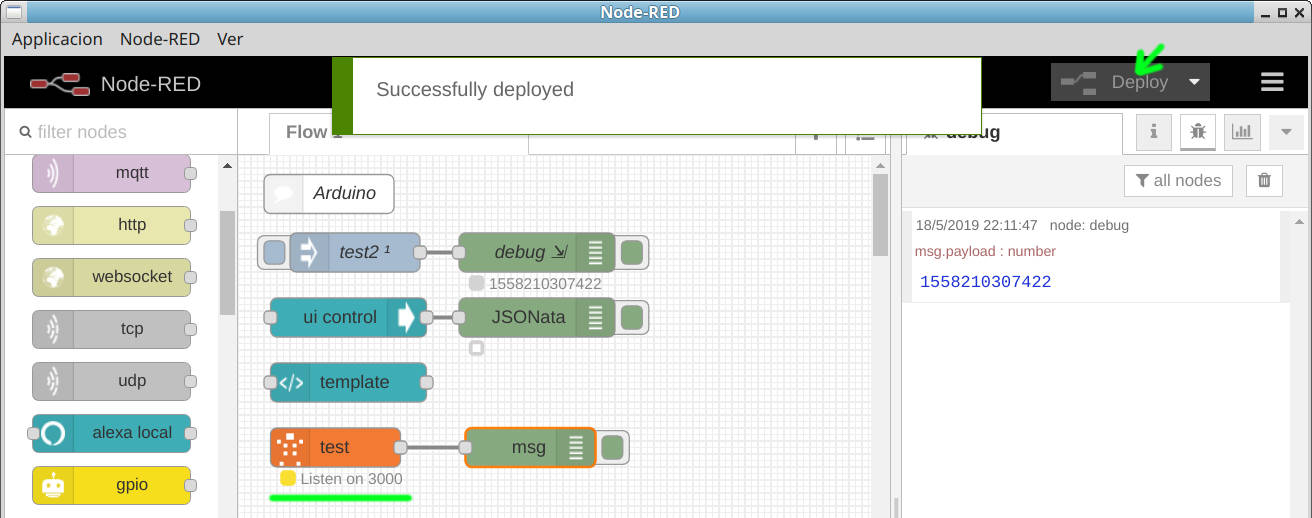 Node-RED
Applicacion Node-RED Ver
Node-RED
Successfully deployed
Deploy
filter nodes
Flow 1
debug
all nodes
mqtt
http
websocket
tcp
udp
alexa local
gpio
Arduino
test2 ¹
debug
1558210307422
ui control
JSONata
template
test
msg
Listen on 3000
18/5/2019 22:11:47 node: debug
msg.payload : number
1558210307422